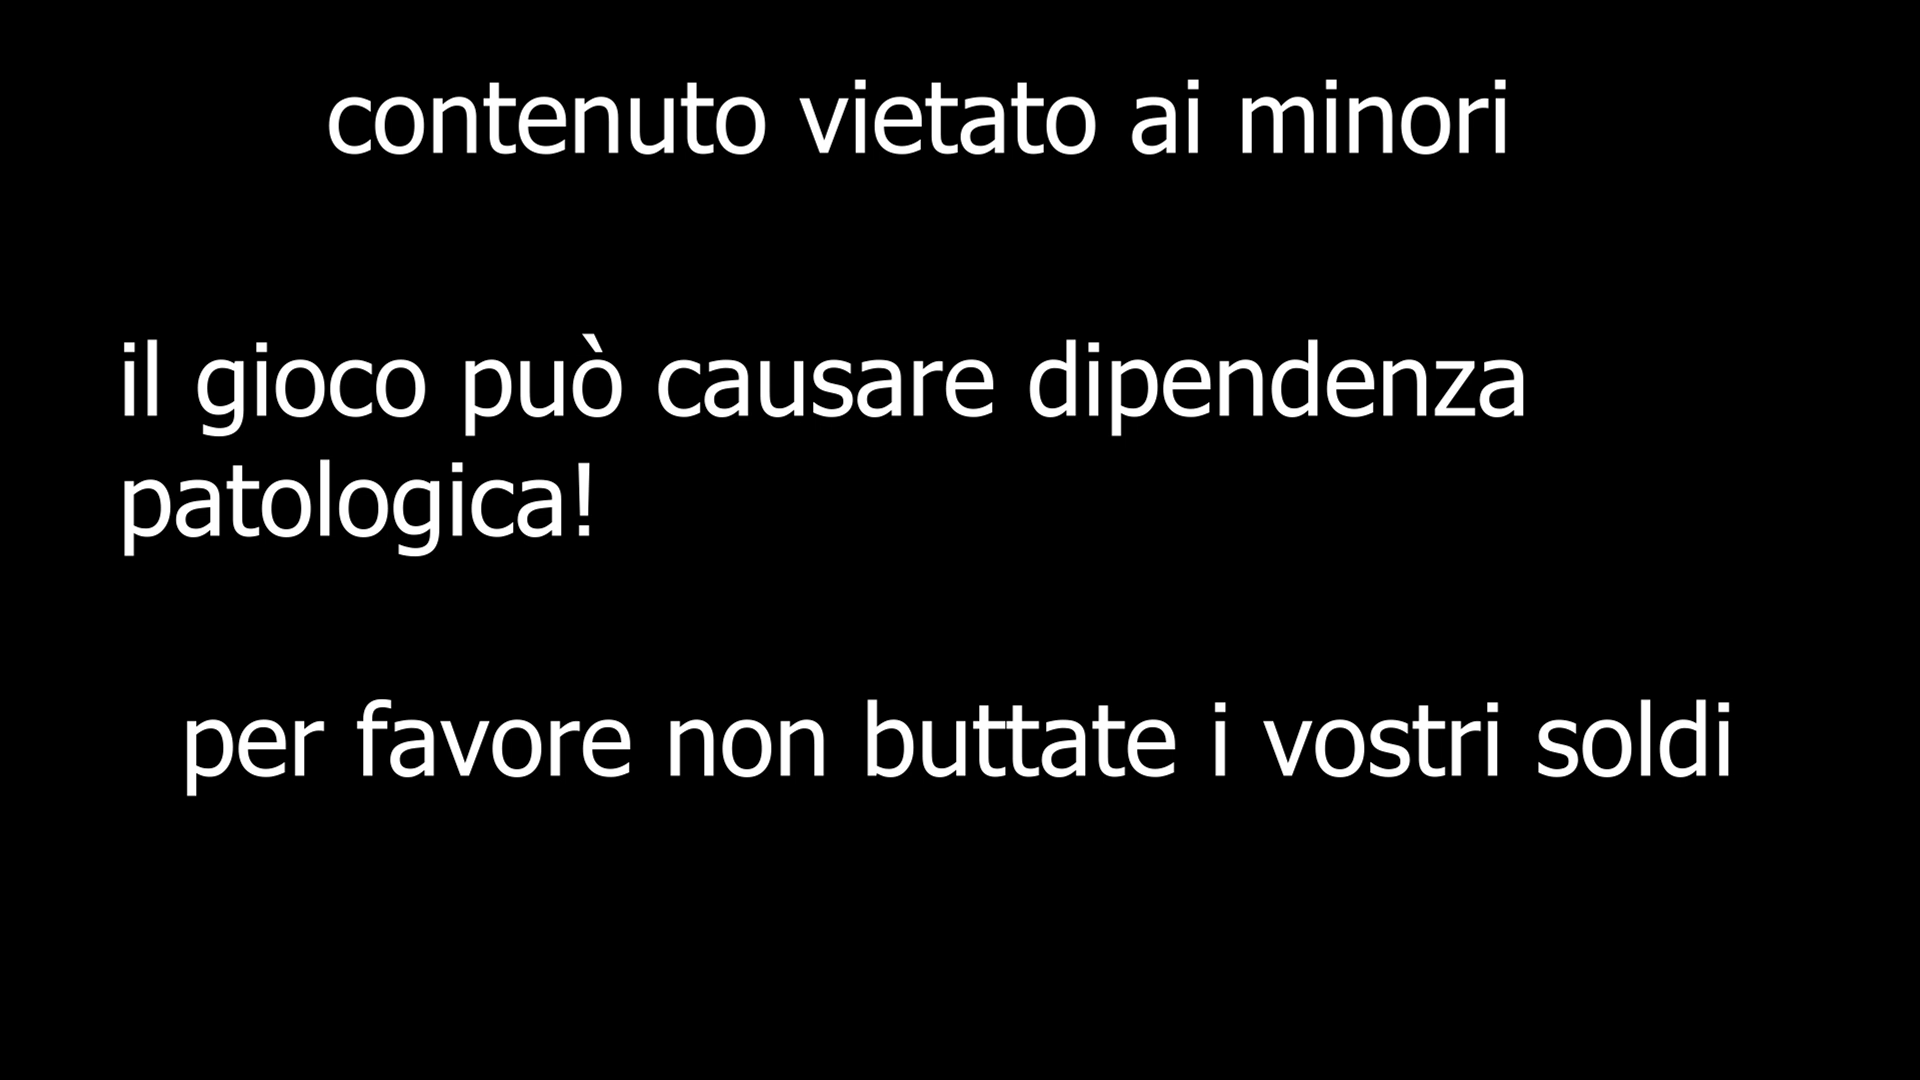 contenuto vietato ai minori
il gioco può causare dipendenza
patologica!
per favore non buttate i vostri soldi